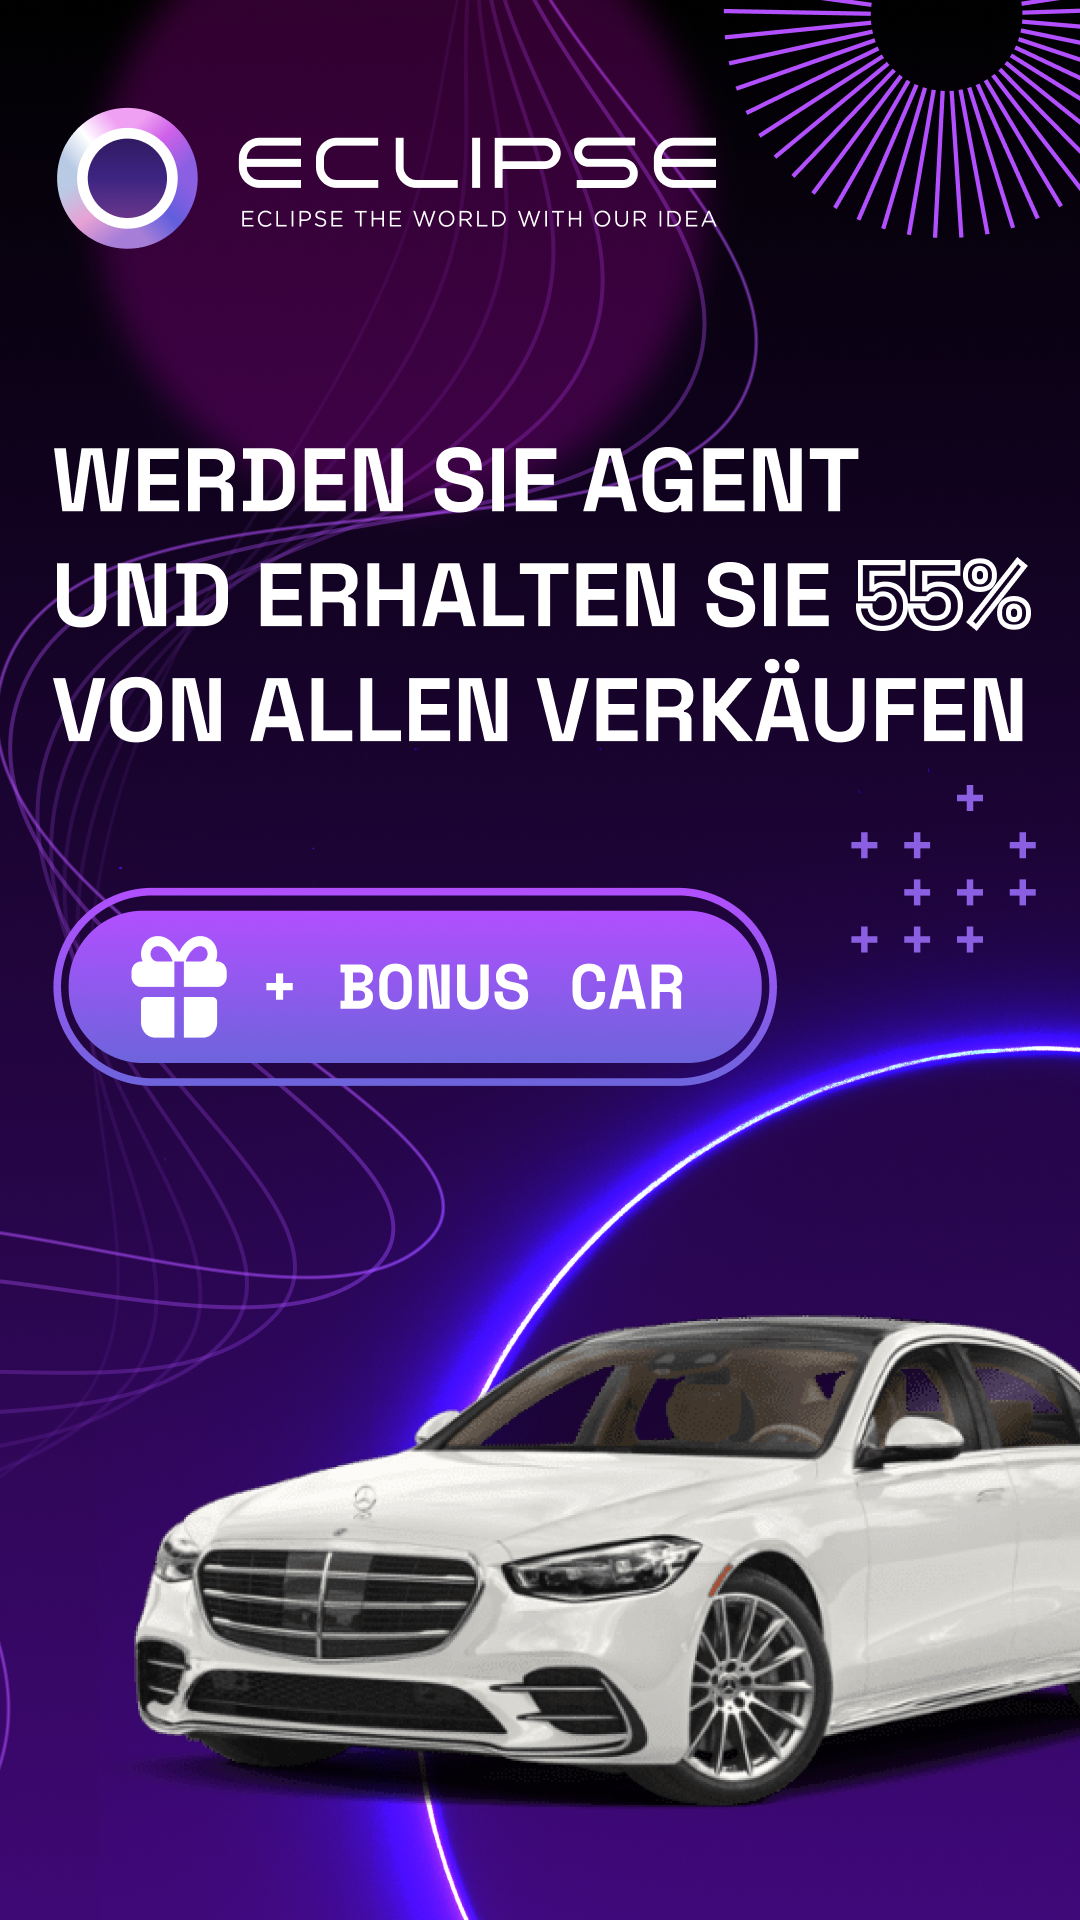 ECLIPSE
ECLIPSE THE WORLD WITH OUR IDEA
WERDEN SIE AGENT
UND ERHALTEN SIE 55%
VON ALLEN VERKÄUFEN
+ BONUS CAR